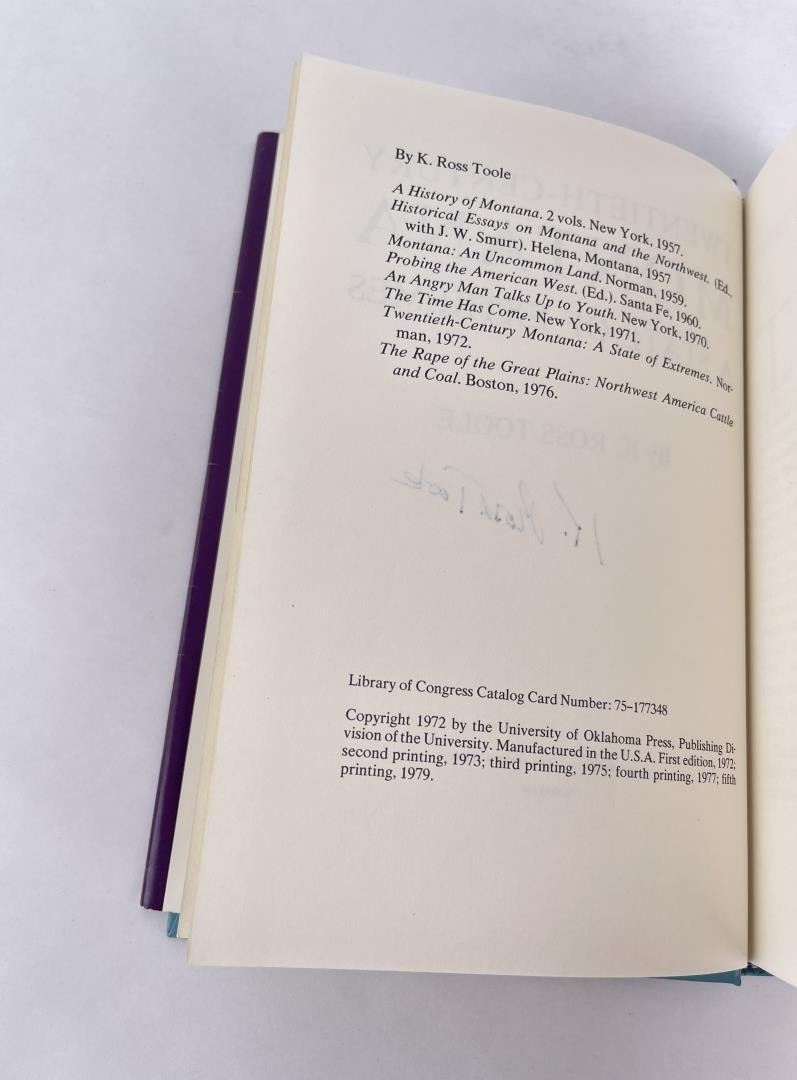 By K. Ross Toole
A History of Montana. 2 vols. New York, 1957.
Historical Essays on Montana and the Northwest. (Ed.,
with J. W. Smurr). Helena, Montana, 1957
Montana: An Uncommon Land. Norman, 1959.
Probing the American West. (Ed.). Santa Fe, 1960.
An Angry Man Talks Up to Youth. New York, 1970.
The Time Has Come. New York, 1971.
Twentieth-Century Montana: A State of Extremes. Nor-
man, 1972.
The Rape of the Great Plains: Northwest America Cattle
and Coal. Boston, 1976.
BY K. ROSS TOOLE
K. Ross Toole
Library of Congress Catalog Card Number: 75-177348
Copyright 1972 by the University of Oklahoma Press, Publishing Di-
vision of the University. Manufactured in the U.S.A. First edition, 1972;
second printing, 1973; third printing, 1975; fourth printing, 1977; fifth
printing, 1979.